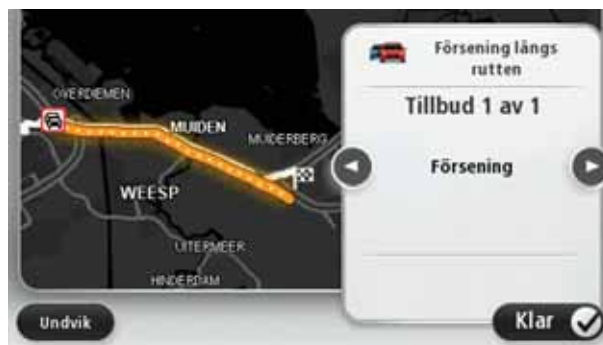 OVERDIEMEN
MUIDEN
MUIDERBERG
WEESP
UITERMEER
HINDERDAM
Försening längs
rutten
Tillbud 1 av 1
Försening
Undvik
Klar